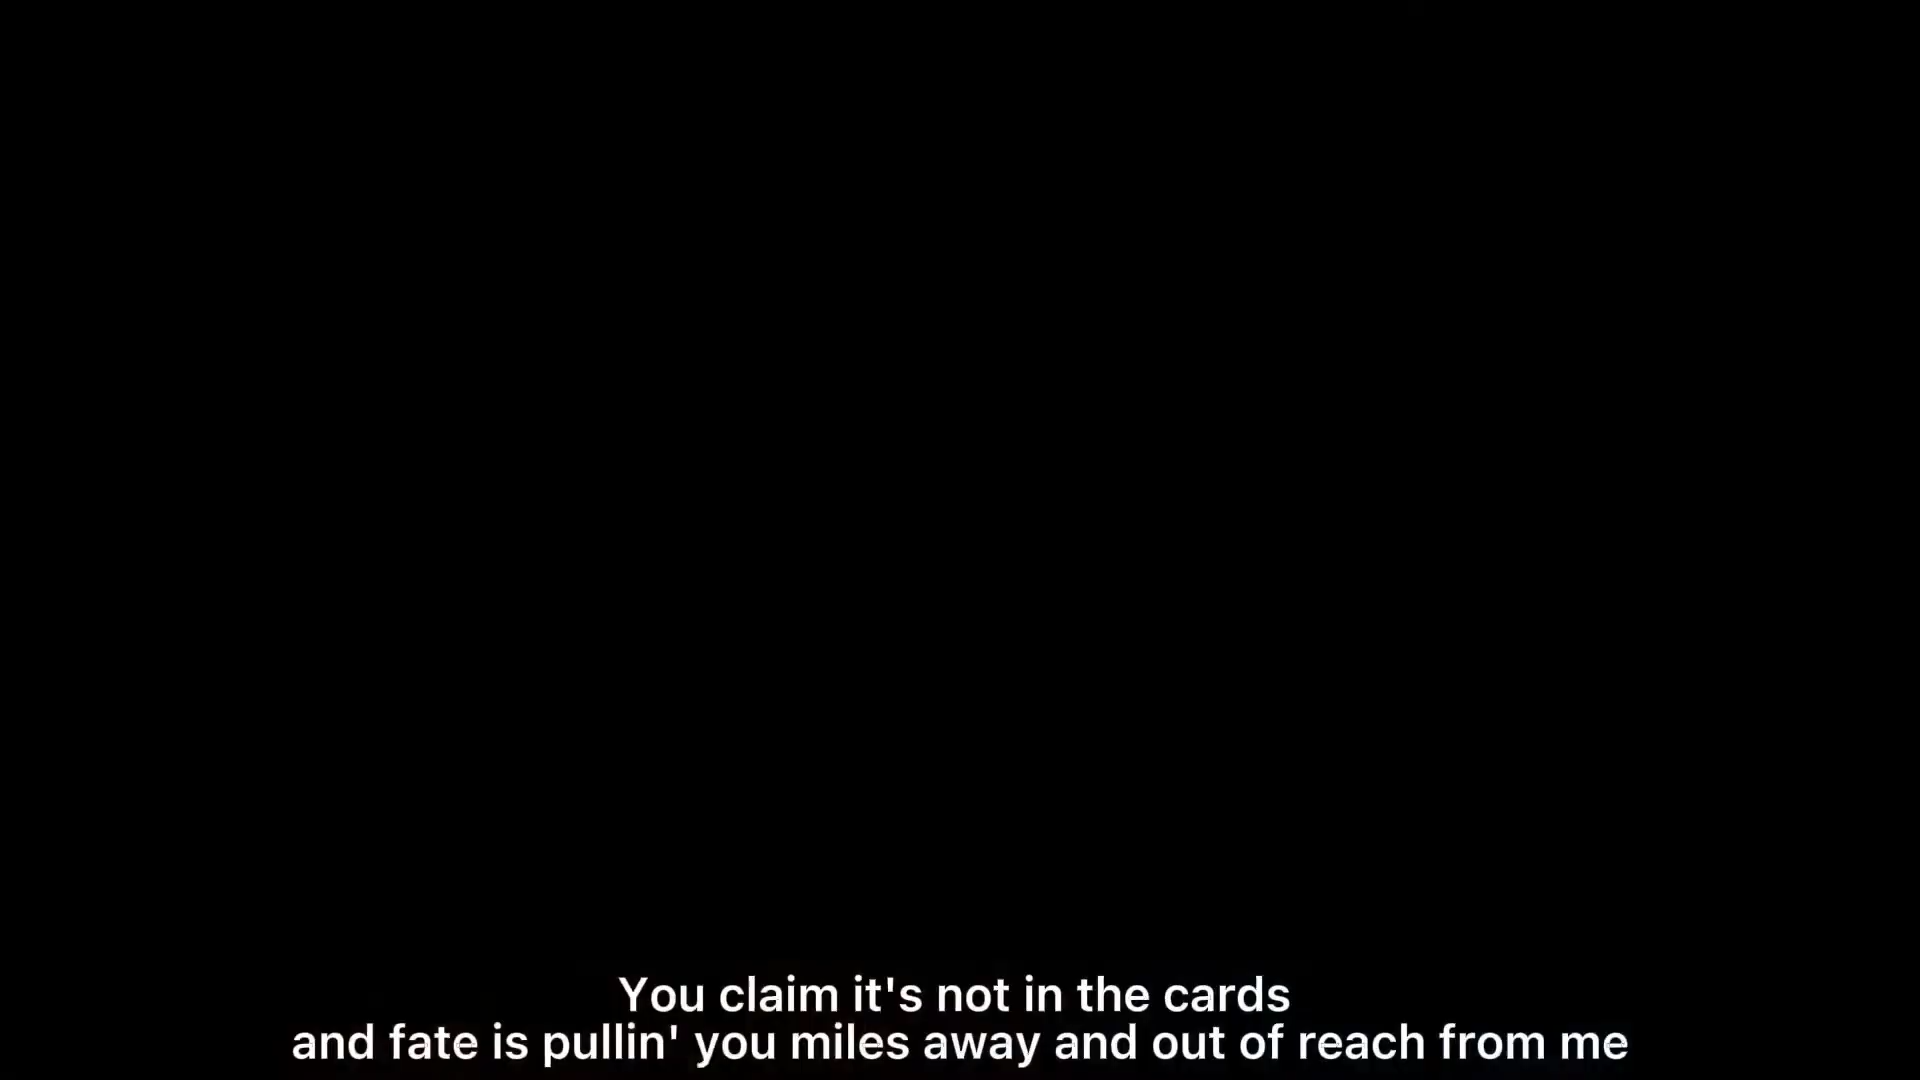 You claim it's not in the cards
and fate is pullin' you miles away and out of reach from me